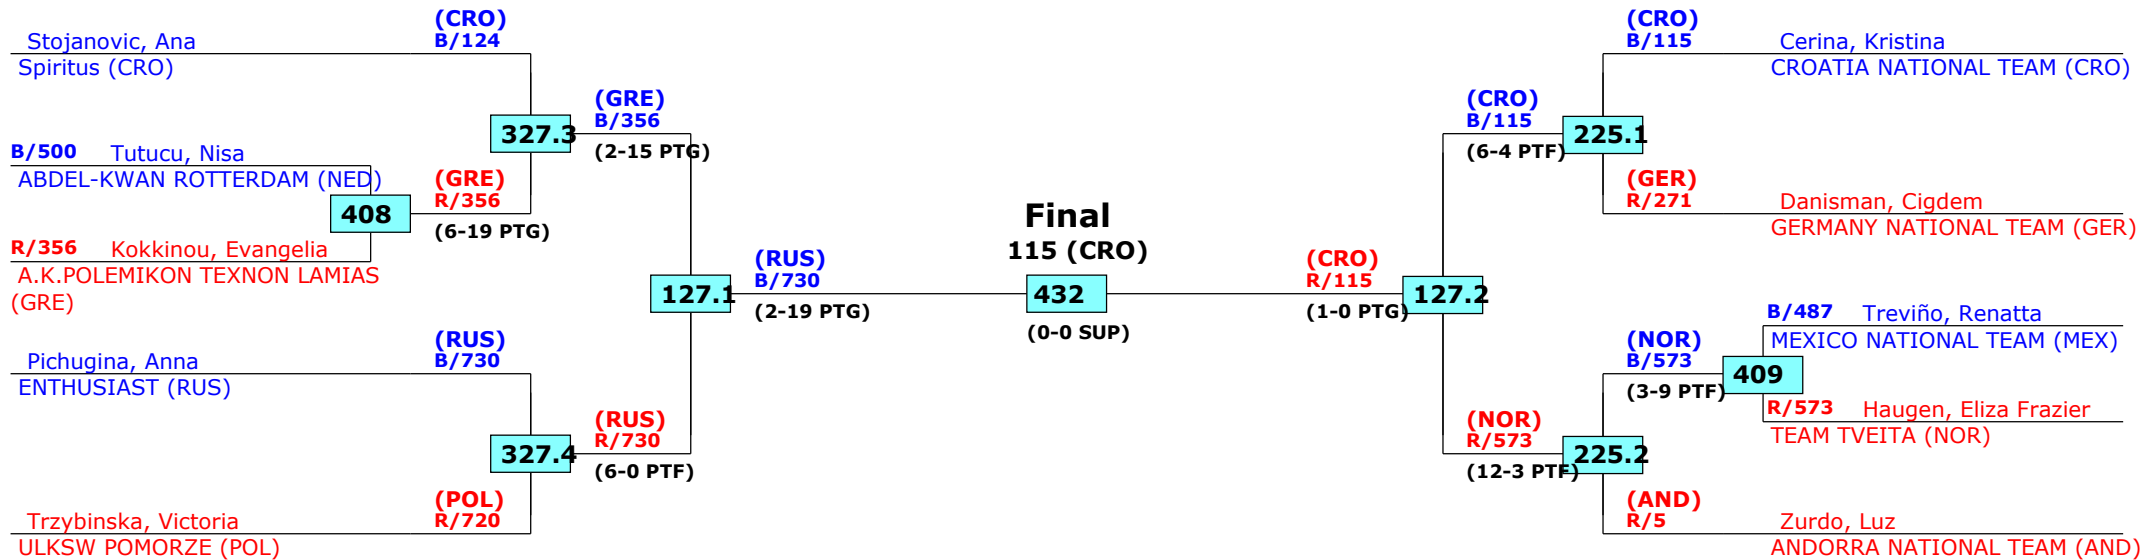 (CRO)
B/124
Stojanovic, Ana
Spiritus (CRO)
B/500 Tutucu, Nisa
ABDEL-KWAN ROTTERDAM (NED)
408
R/356 Kokkinou, Evangelia
A.K.POLEMIKON TEXNON LAMIAS
(GRE)
(GRE)
R/356
(6-19 PTG)
327.3
(GRE)
B/356
(2-15 PTG)
Pichugina, Anna
ENTHUSIAST (RUS)
(RUS)
B/730
327.4
(RUS)
R/730
(6-0 PTF)
Trzybinska, Victoria
ULKSW POMORZE (POL)
(POL)
R/720
127.1
(RUS)
B/730
(2-19 PTG)
Final
115 (CRO)
432
(0-0 SUP)
(CRO)
R/115
(1-0 PTG)
127.2
(CRO)
B/115
(6-4 PTF)
225.1
(CRO)
B/115
Cerina, Kristina
CROATIA NATIONAL TEAM (CRO)
(GER)
R/271
Danisman, Cigdem
GERMANY NATIONAL TEAM (GER)
B/487 Treviño, Renatta
MEXICO NATIONAL TEAM (MEX)
(NOR)
B/573
(3-9 PTF)
409
R/573 Haugen, Eliza Frazier
TEAM TVEITA (NOR)
(NOR)
R/573
(12-3 PTF)
225.2
(AND)
R/5
Zurdo, Luz
ANDORRA NATIONAL TEAM (AND)